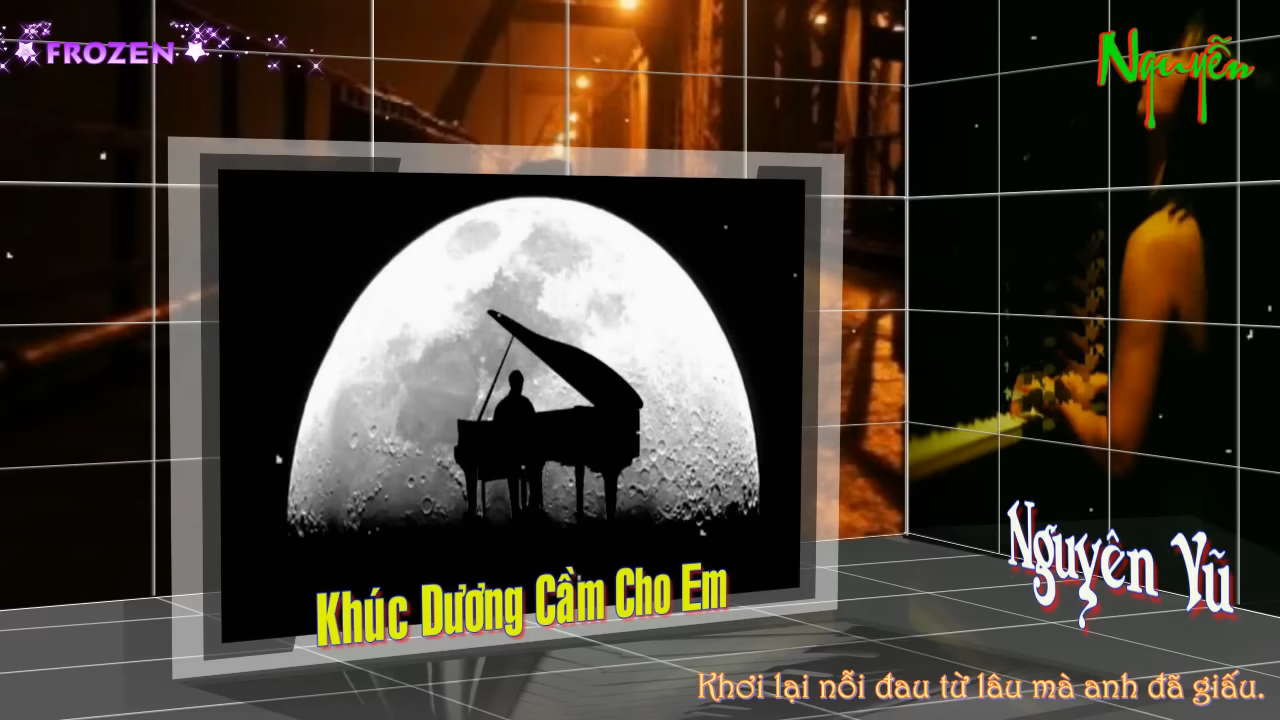 FROZEN
Nguyễn
Khúc Dương Cầm Cho Em
Nguyên Vũ
Khơi lại nỗi đau từ lâu mà anh đã giấu.